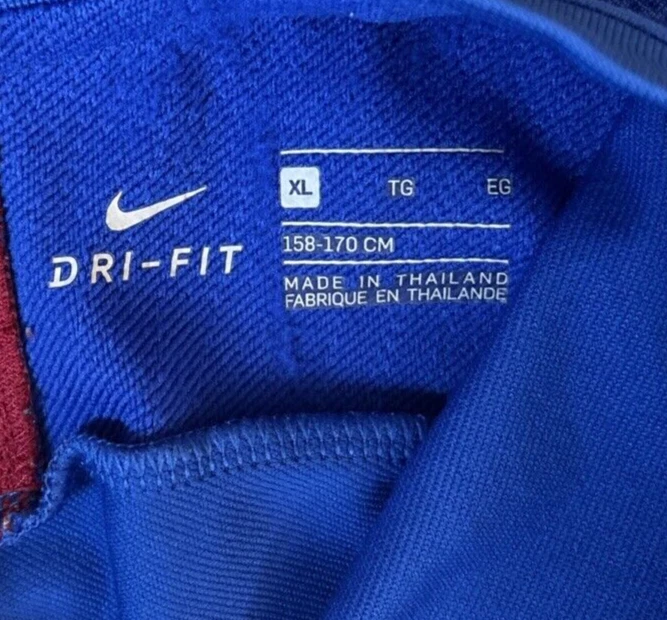 DRI-FIT
XL TG EG
158-170 CM
MADE IN THAILAND
FABRIQUE EN THAILANDE